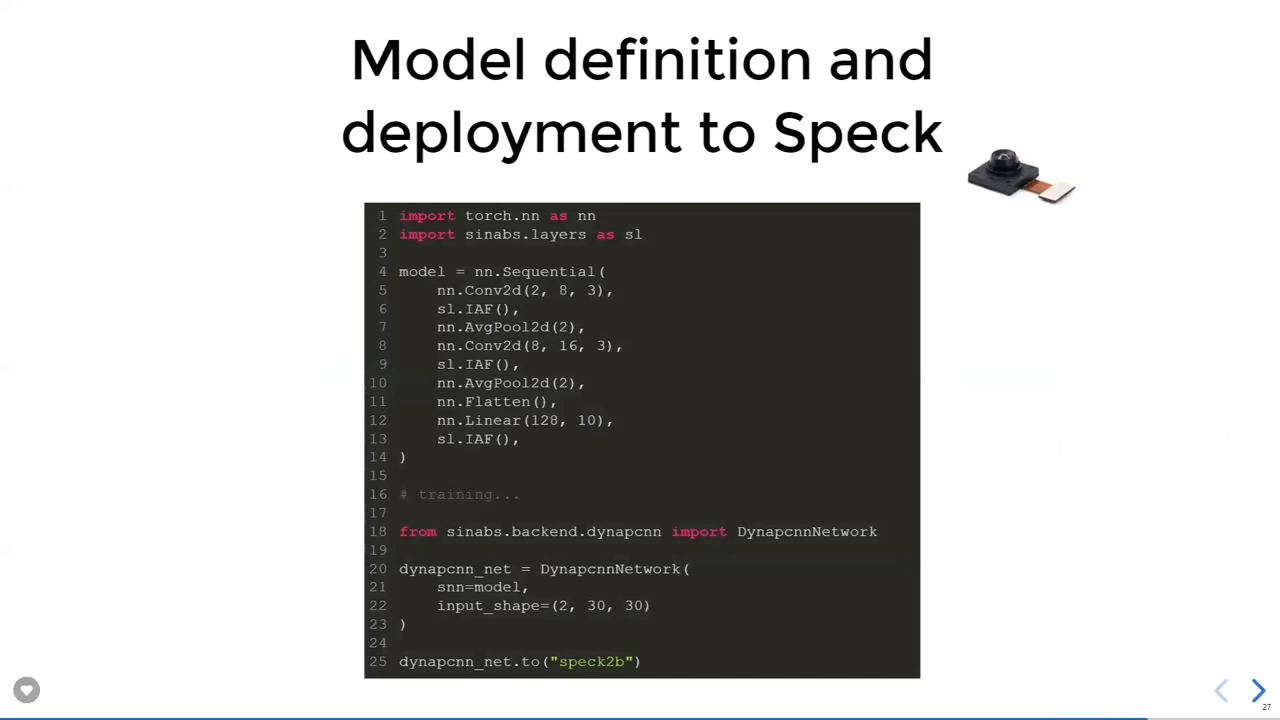 Model definition and
deployment to Speck
1 import torch.nn as nn
2 import sinabs.layers as sl
3
4 model = nn.Sequential(
5     nn.Conv2d(2, 8, 3),
6     sl.IAF(),
7     nn.AvgPool2d(2),
8     nn.Conv2d(8, 16, 3),
9     sl.IAF(),
10     nn.AvgPool2d(2),
11     nn.Flatten(),
12     nn.Linear(128, 10),
13     sl.IAF(),
14 )
15
16 # training...
17
18 from sinabs.backend.dynapcnn import DynapcnnNetwork
19
20 dynapcnn_net = DynapcnnNetwork(
21     snn=model,
22     input_shape=(2, 30, 30)
23 )
24
25 dynapcnn_net.to("speck2b")
27